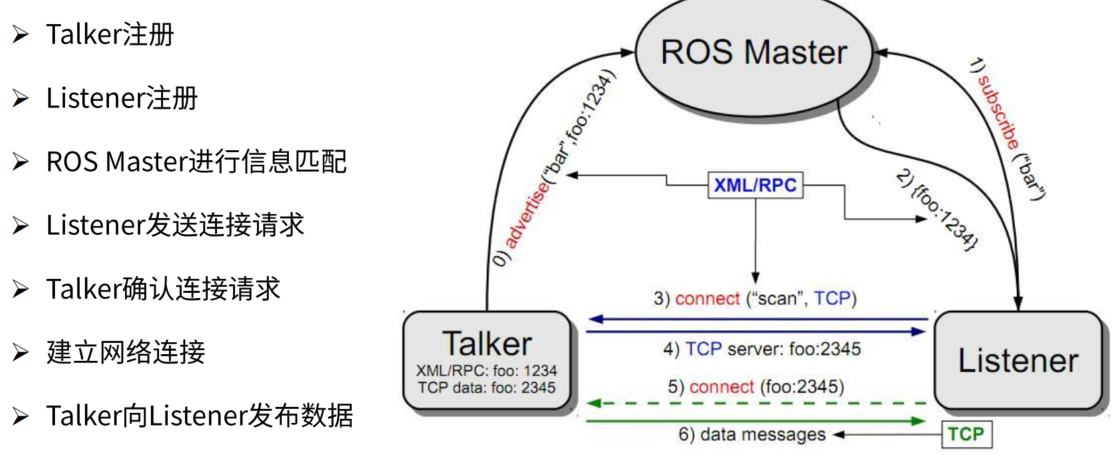 Talker注册
Listener注册
ROS Master进行信息匹配
Listener发送连接请求
Talker确认连接请求
建立网络连接
Talker向Listener发布数据
ROS Master
0) advertise("bar",foo:1234)
1) subscribe ("bar")
XML/RPC
2) {foo:1234}
3) connect ("scan", TCP)
4) TCP server: foo:2345
Talker
XML/RPC: foo: 1234
TCP data: foo: 2345
Listener
5) connect (foo:2345)
6) data messages
TCP